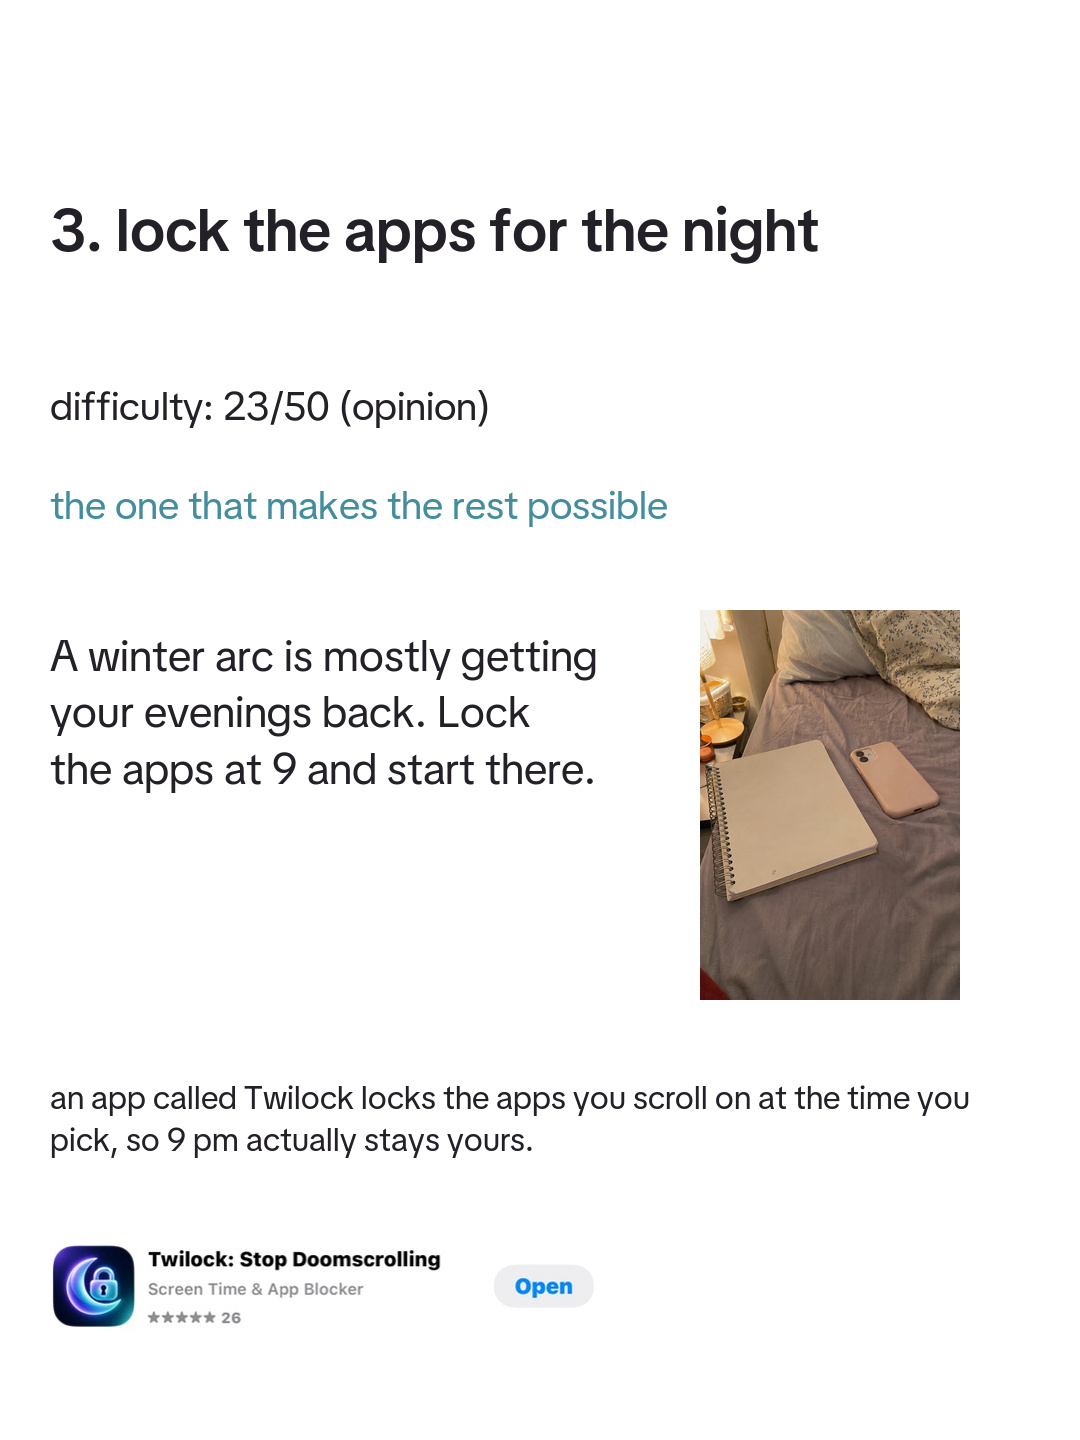 3. lock the apps for the night
difficulty: 23/50 (opinion)
the one that makes the rest possible
A winter arc is mostly getting
your evenings back. Lock
the apps at 9 and start there.
an app called Twilock locks the apps you scroll on at the time you
pick, so 9 pm actually stays yours.
Twilock: Stop Doomscrolling
Screen Time & App Blocker
★★★★★ 26
Open